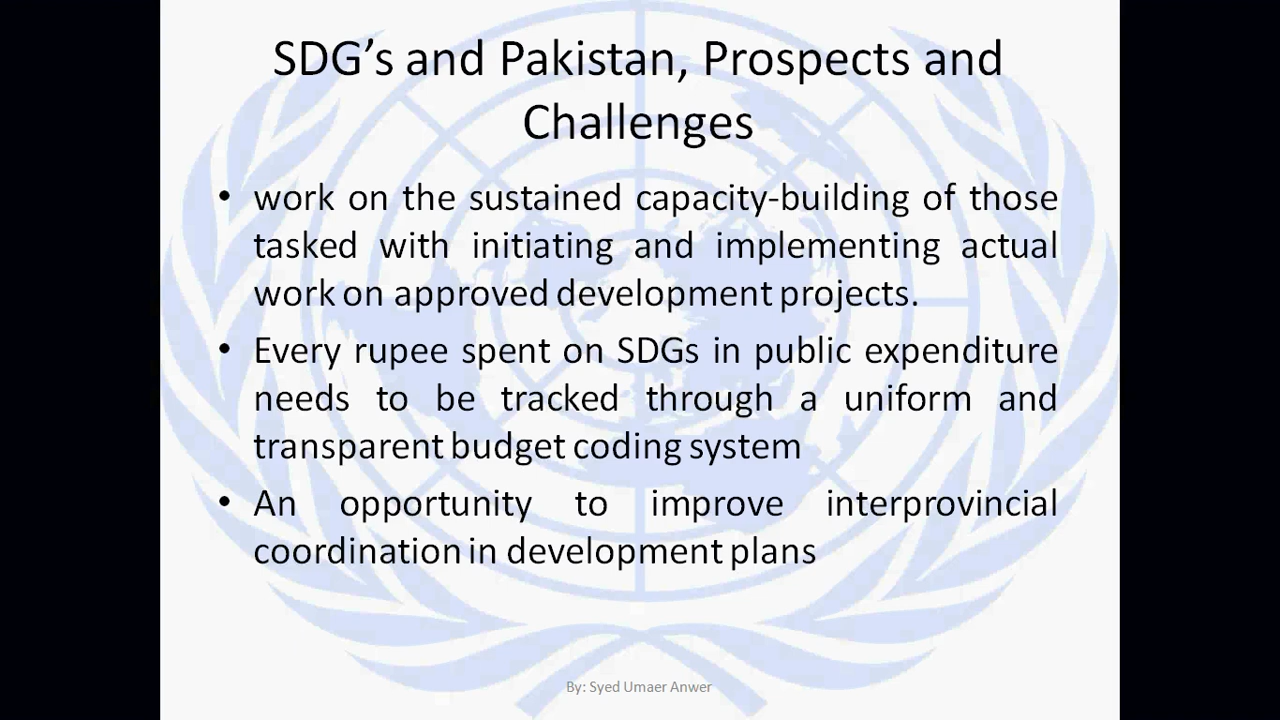 SDG’s and Pakistan, Prospects and
Challenges
• work on the sustained capacity-building of those
tasked with initiating and implementing actual
work on approved development projects.
• Every rupee spent on SDGs in public expenditure
needs to be tracked through a uniform and
transparent budget coding system
• An opportunity to improve interprovincial
coordination in development plans
By: Syed Umaer Anwer